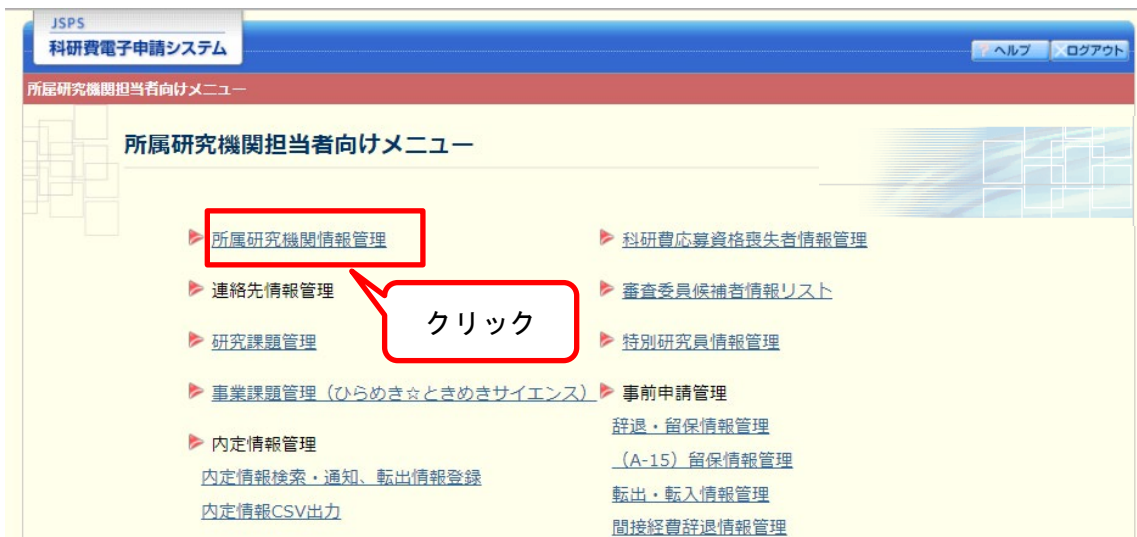 JSPS
科研費電子申請システム
? ヘルプ
×ログアウト
所属研究機関担当者向けメニュー
所属研究機関担当者向けメニュー
所属研究機関情報管理
科研費応募資格喪失者情報管理
連絡先情報管理
審査委員候補者情報リスト
クリック
研究課題管理
特別研究員情報管理
事業課題管理（ひらめき☆ときめきサイエンス）
事前申請管理
辞退・留保情報管理
内定情報管理
（A-15）留保情報管理
内定情報検索・通知、転出情報登録
転出・転入情報管理
内定情報CSV出力
間接経費辞退情報管理